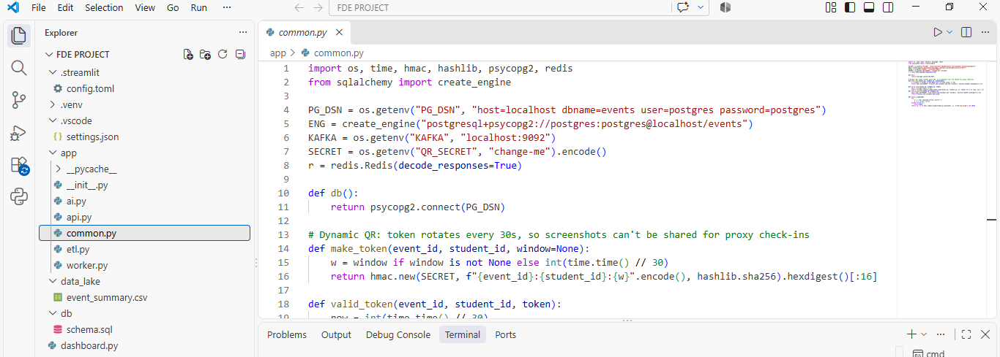 File Edit Selection View Go Run ··· FDE PROJECT
Explorer ···
FDE PROJECT
.streamlit
config.toml
.venv
.vscode
{} settings.json
app
__pycache__
__init__.py
ai.py
api.py
common.py
etl.py
worker.py
data_lake
event_summary.csv
db
schema.sql
dashboard.py
common.py
app > common.py
1 import os, time, hmac, hashlib, psycopg2, redis
2 from sqlalchemy import create_engine
3
4 PG_DSN = os.getenv("PG_DSN", "host=localhost dbname=events user=postgres password=postgres")
5 ENG = create_engine("postgresql+psycopg2://postgres:postgres@localhost/events")
6 KAFKA = os.getenv("KAFKA", "localhost:9092")
7 SECRET = os.getenv("QR_SECRET", "change-me").encode()
8 r = redis.Redis(decode_responses=True)
9
10 def db():
11     return psycopg2.connect(PG_DSN)
12
13 # Dynamic QR: token rotates every 30s, so screenshots can't be shared for proxy check-ins
14 def make_token(event_id, student_id, window=None):
15     w = window if window is not None else int(time.time() // 30)
16     return hmac.new(SECRET, f"{event_id}:{student_id}:{w}".encode(), hashlib.sha256).hexdigest()[:16]
17
18 def valid_token(event_id, student_id, token):
19     now = int(time.time() // 30)
Problems Output Debug Console Terminal Ports
cmd